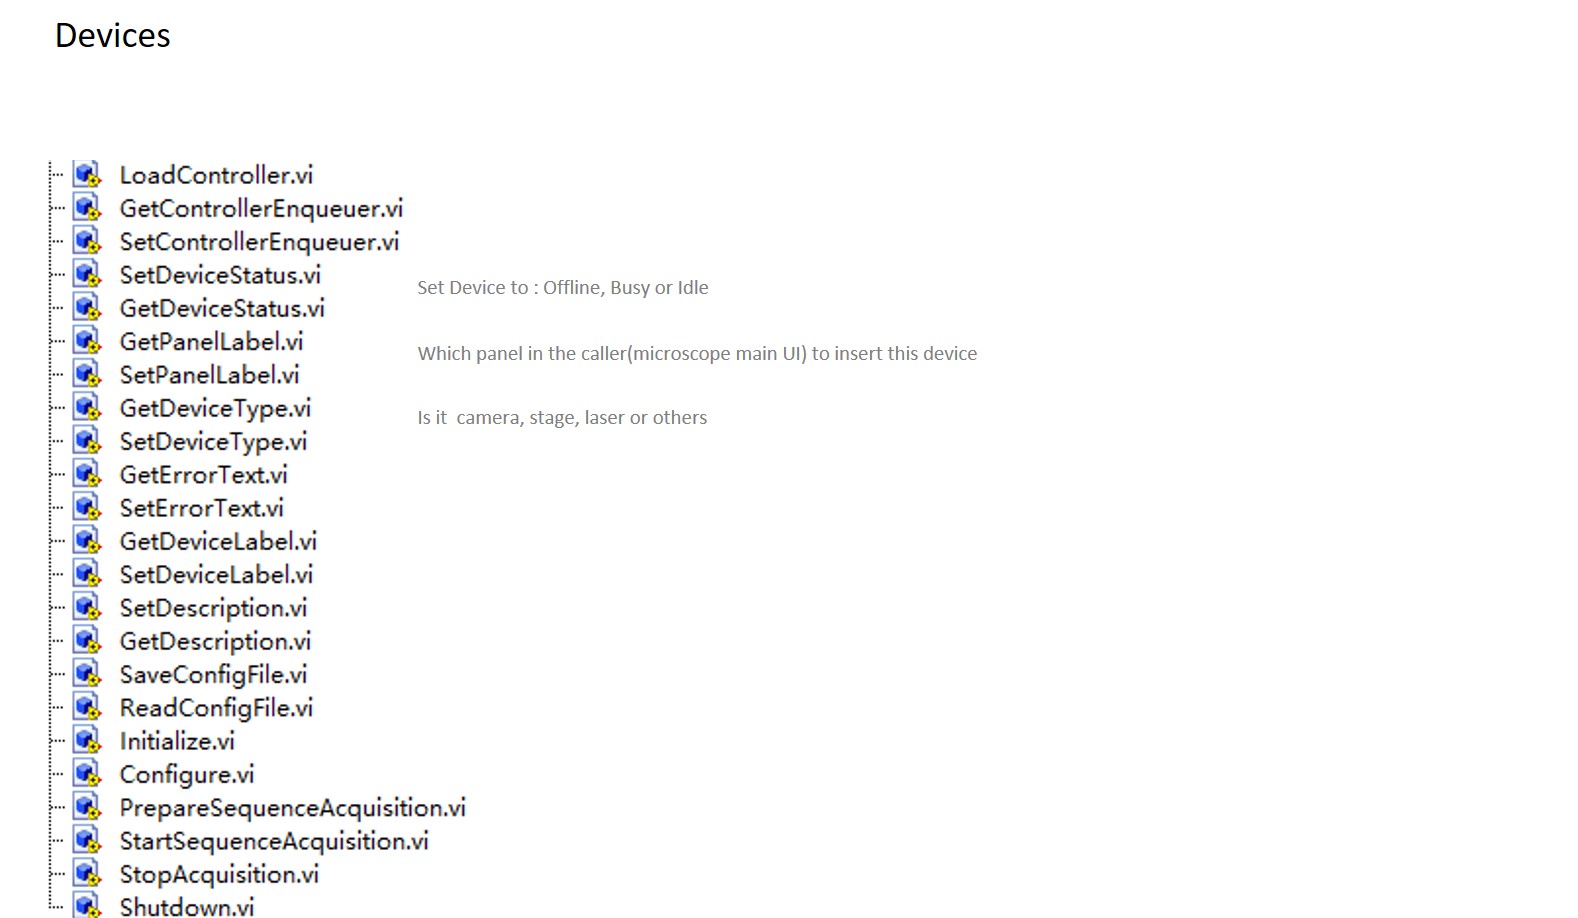 Devices
LoadController.vi
GetControllerEnqueuer.vi
SetControllerEnqueuer.vi
SetDeviceStatus.vi
Set Device to : Offline, Busy or Idle
GetDeviceStatus.vi
GetPanelLabel.vi
Which panel in the caller(microscope main UI) to insert this device
SetPanelLabel.vi
GetDeviceType.vi
Is it  camera, stage, laser or others
SetDeviceType.vi
GetErrorText.vi
SetErrorText.vi
GetDeviceLabel.vi
SetDeviceLabel.vi
SetDescription.vi
GetDescription.vi
SaveConfigFile.vi
ReadConfigFile.vi
Initialize.vi
Configure.vi
PrepareSequenceAcquisition.vi
StartSequenceAcquisition.vi
StopAcquisition.vi
Shutdown.vi